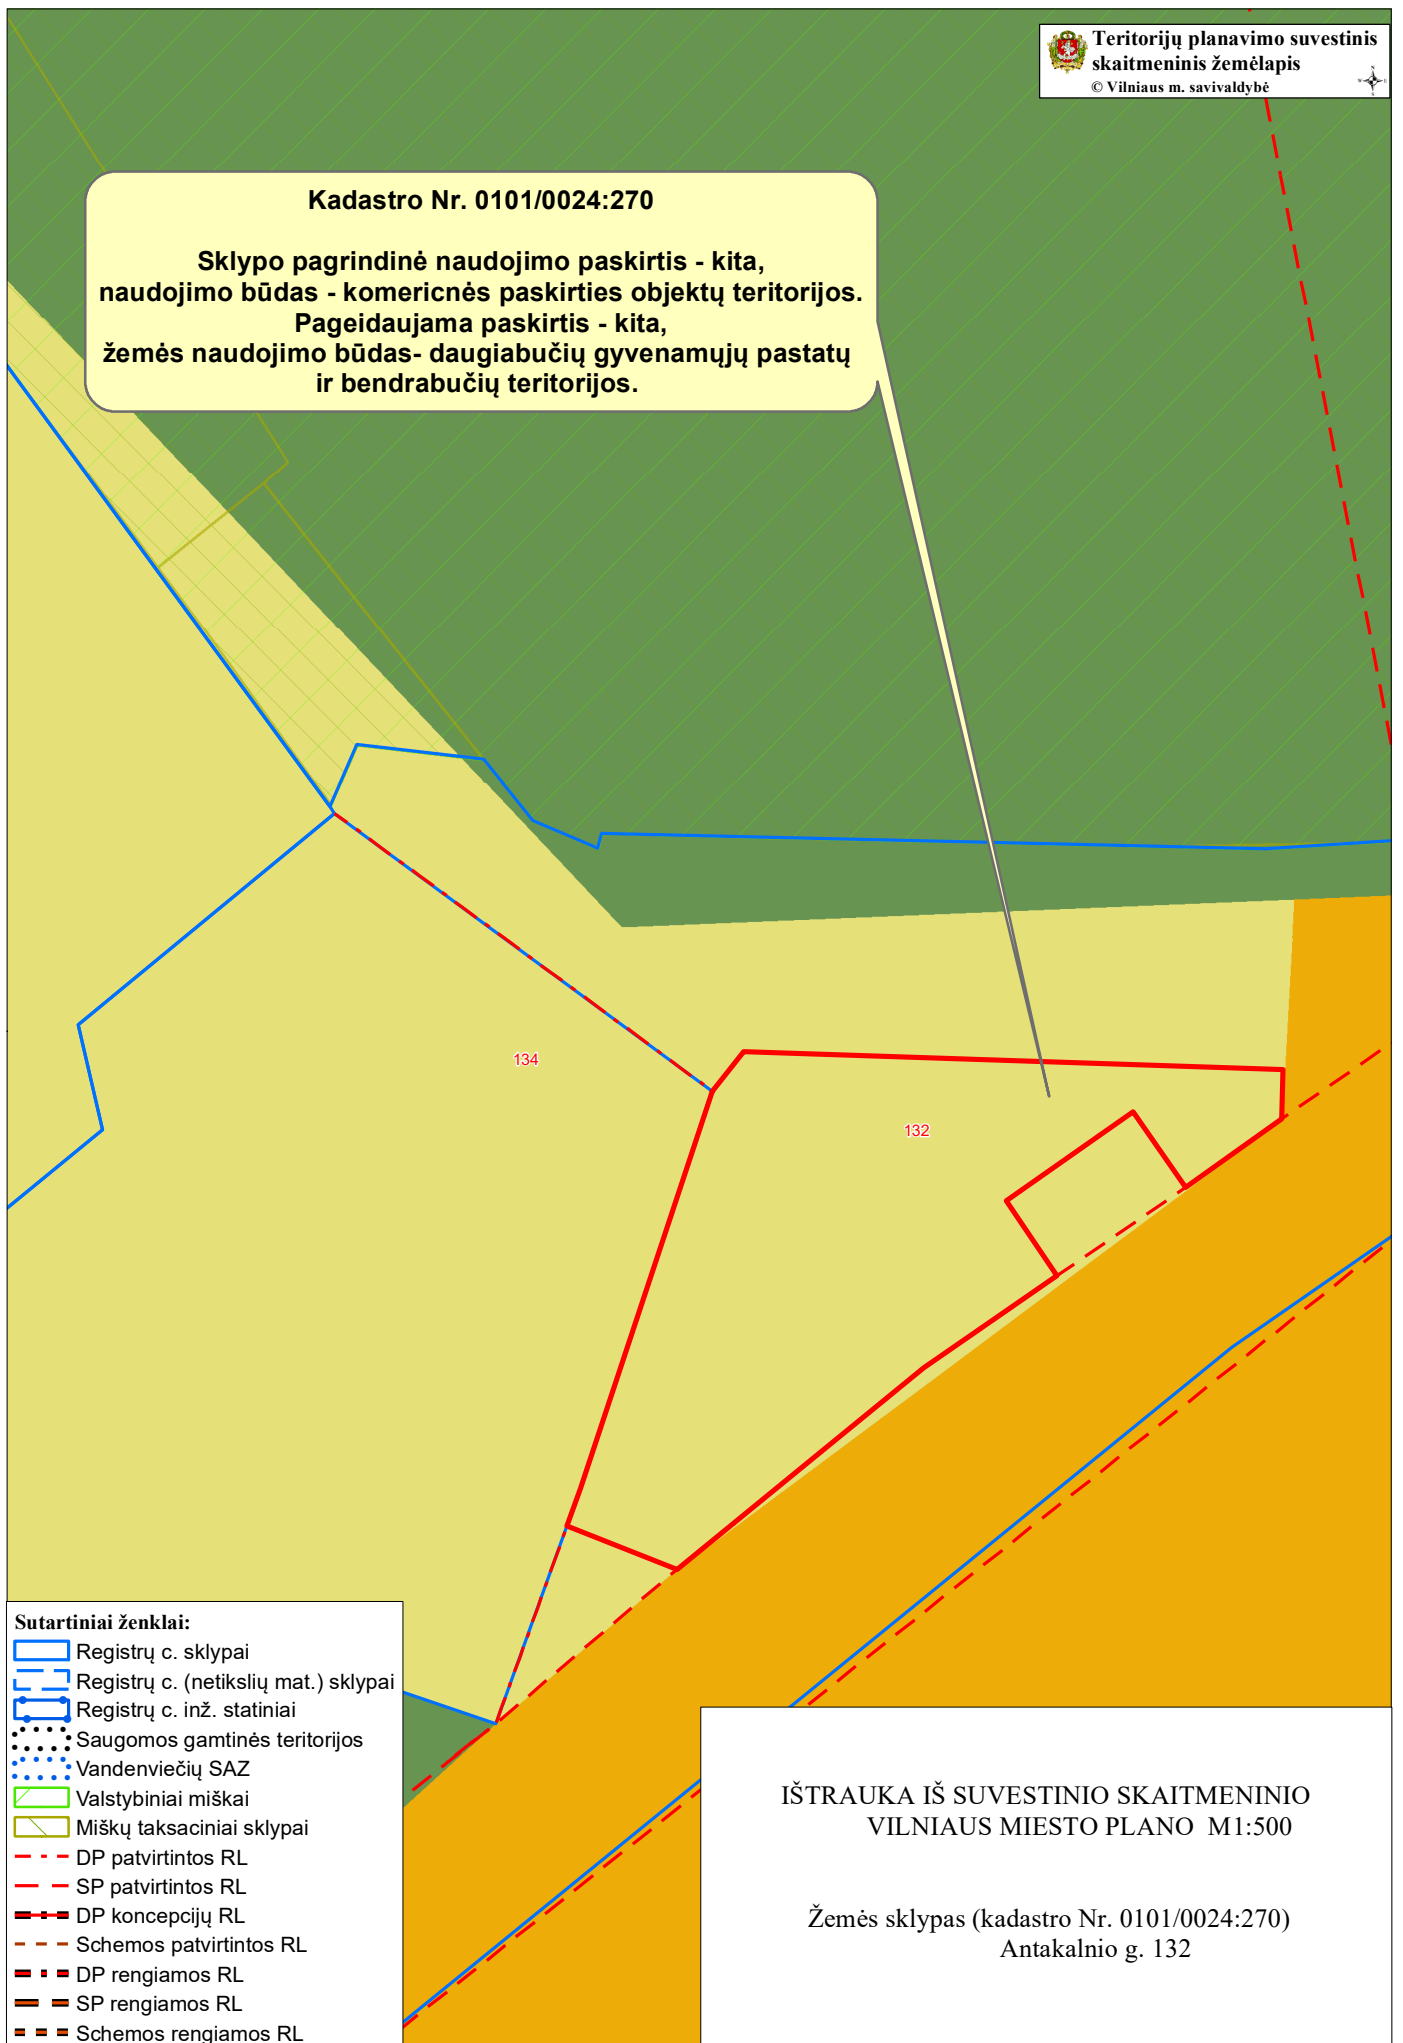 Teritorijų planavimo suvestinis
skaitmeninis žemėlapis
© Vilniaus m. savivaldybė
Kadastro Nr. 0101/0024:270
Sklypo pagrindinė naudojimo paskirtis - kita,
naudojimo būdas - komericnės paskirties objektų teritorijos.
Pageidaujama paskirtis - kita,
žemės naudojimo būdas- daugiabučių gyvenamųjų pastatų
ir bendrabučių teritorijos.
134
132
Sutartiniai ženklai:
Registrų c. sklypai
Registrų c. (netikslių mat.) sklypai
Registrų c. inž. statiniai
Saugomos gamtinės teritorijos
Vandenviečių SAZ
Valstybiniai miškai
Miškų taksaciniai sklypai
DP patvirtintos RL
SP patvirtintos RL
DP koncepcijų RL
Schemos patvirtintos RL
DP rengiamos RL
SP rengiamos RL
Schemos rengiamos RL
IŠTRAUKA IŠ SUVESTINIO SKAITMENINIO
VILNIAUS MIESTO PLANO M1:500
Žemės sklypas (kadastro Nr. 0101/0024:270)
Antakalnio g. 132